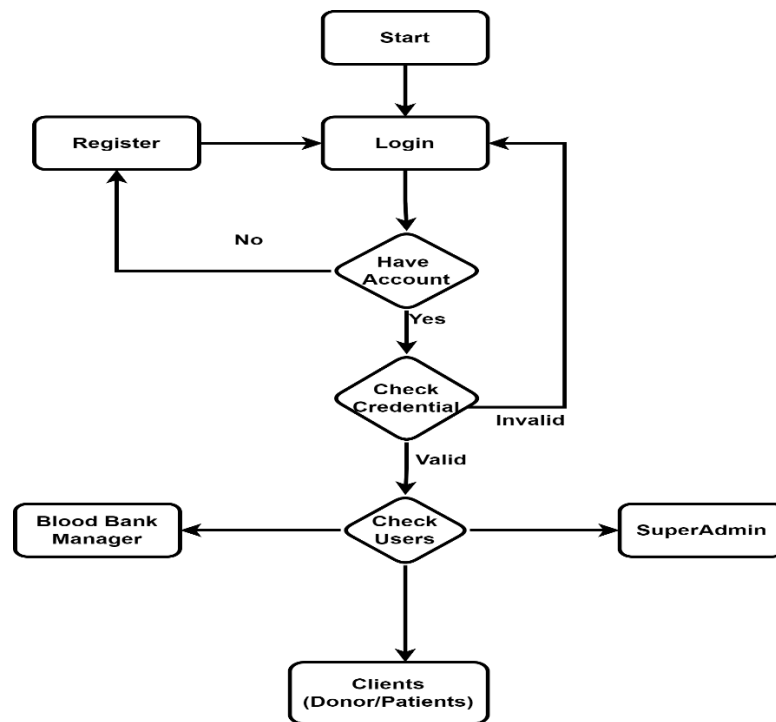 Start
Register
Login
No
Have
Account
Yes
Check
Credential
Invalid
Valid
Blood Bank
Manager
Check
Users
SuperAdmin
Clients
(Donor/Patients)